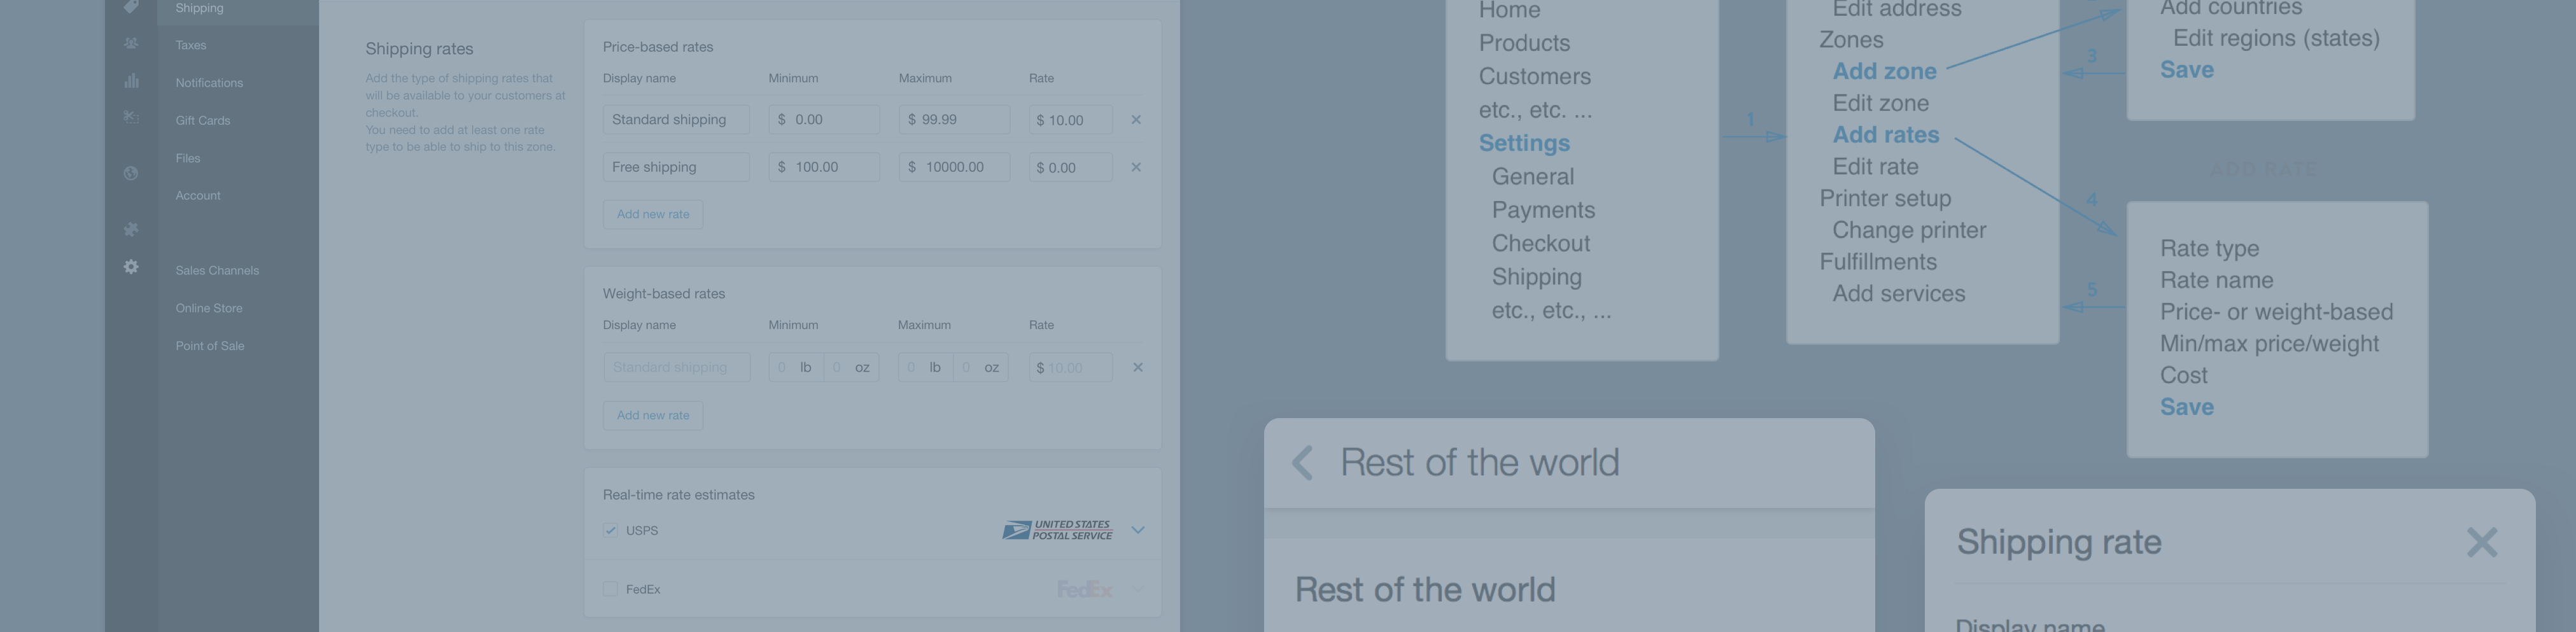 Shipping
Taxes
Notifications
Gift Cards
Files
Account
Sales Channels
Online Store
Point of Sale
Shipping rates
Add the type of shipping rates that
will be available to your customers at
checkout.
You need to add at least one rate
type to be able to ship to this zone.
Price-based rates
Display name Minimum Maximum Rate
Standard shipping $ 0.00 $ 99.99 $ 10.00
Free shipping $ 100.00 $ 10000.00 $ 0.00
Add new rate
Weight-based rates
Display name Minimum Maximum Rate
Standard shipping 0 lb 0 oz 0 lb 0 oz $ 10.00
Add new rate
Real-time rate estimates
USPS
UNITED STATES
POSTAL SERVICE
FedEx
FedEx
Home
Products
Customers
etc., etc. ...
Settings
General
Payments
Checkout
Shipping
etc., etc., ...
1
Edit address
Zones
Add zone
Edit zone
Add rates
Edit rate
Printer setup
Change printer
Fulfillments
Add services
3
4
5
Add countries
Edit regions (states)
Save
ADD RATE
Rate type
Rate name
Price- or weight-based
Min/max price/weight
Cost
Save
Rest of the world
Rest of the world
Shipping rate
Display name